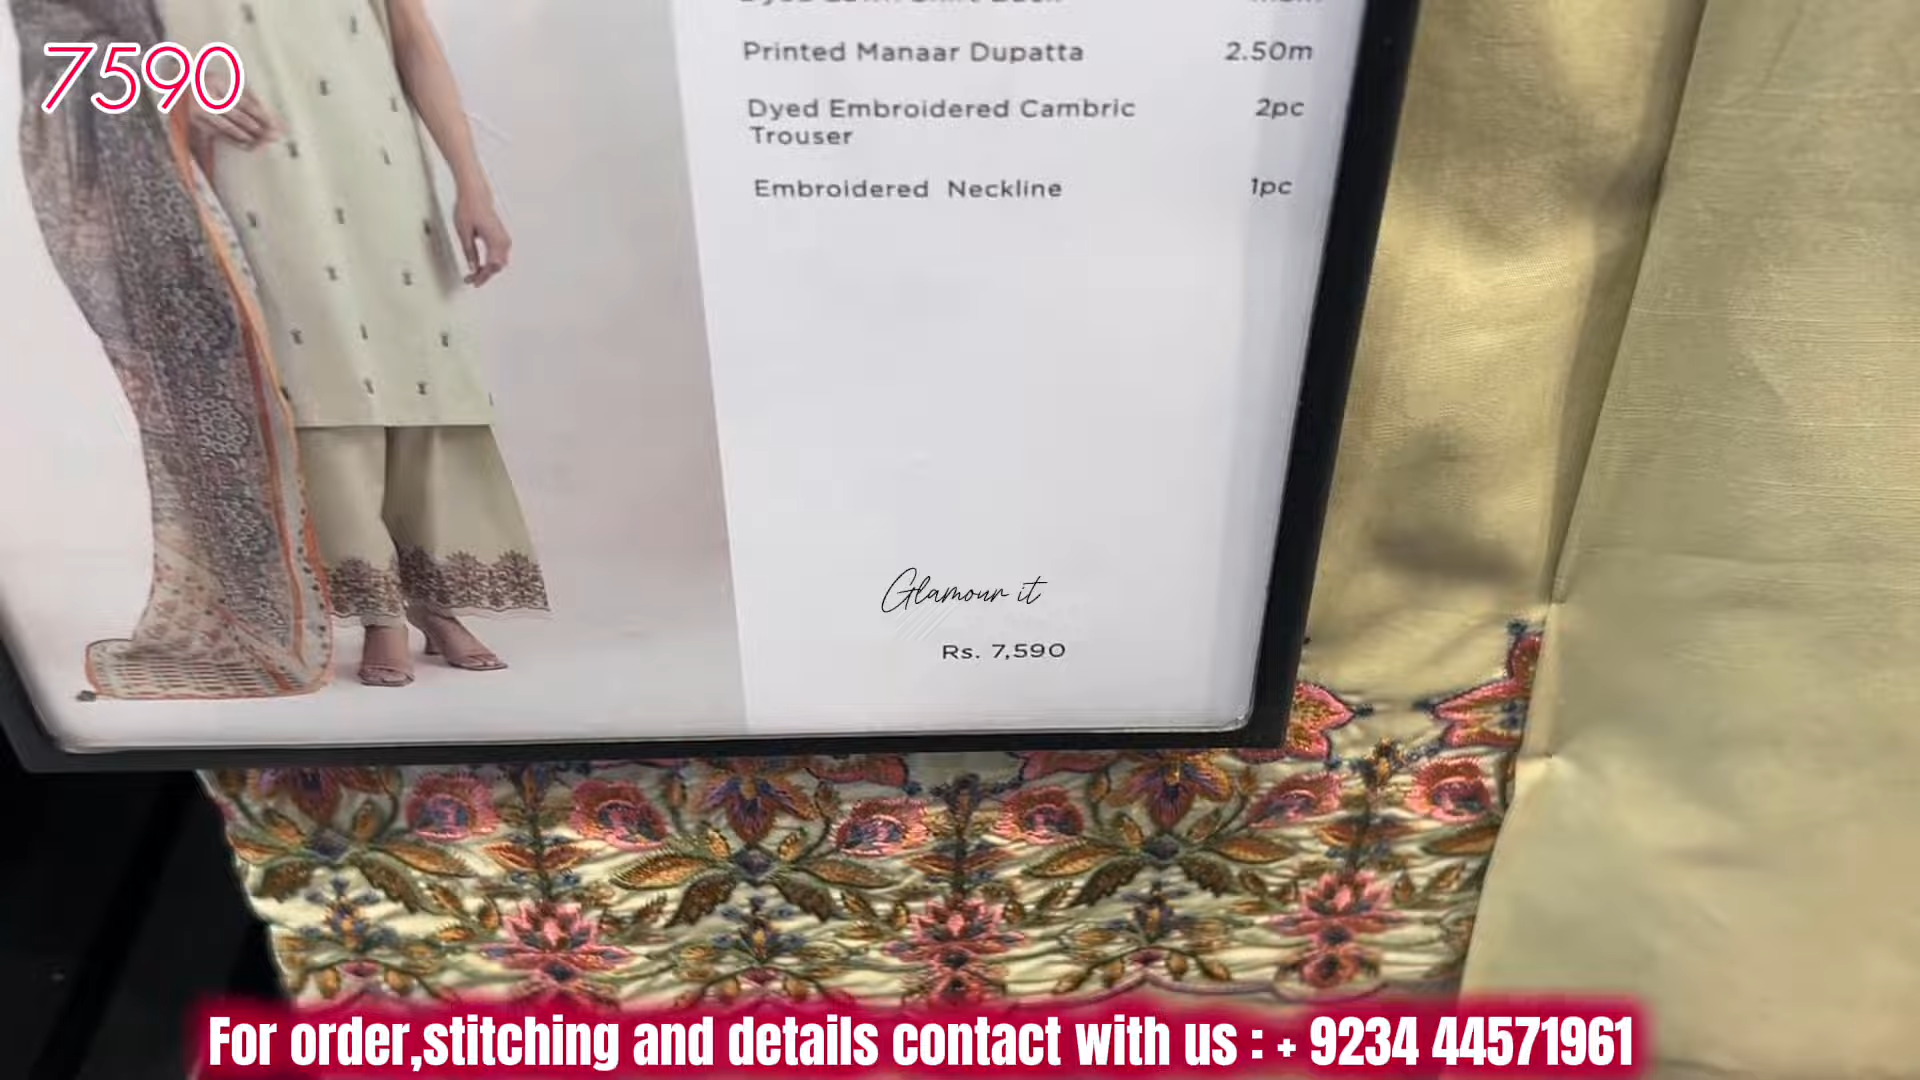 7590
Printed Manaar Dupatta 2.50m
Dyed Embroidered Cambric 2pc
Trouser
Embroidered Neckline 1pc
Glamour it
Rs. 7,590
For order,stitching and details contact with us : + 9234 44571961